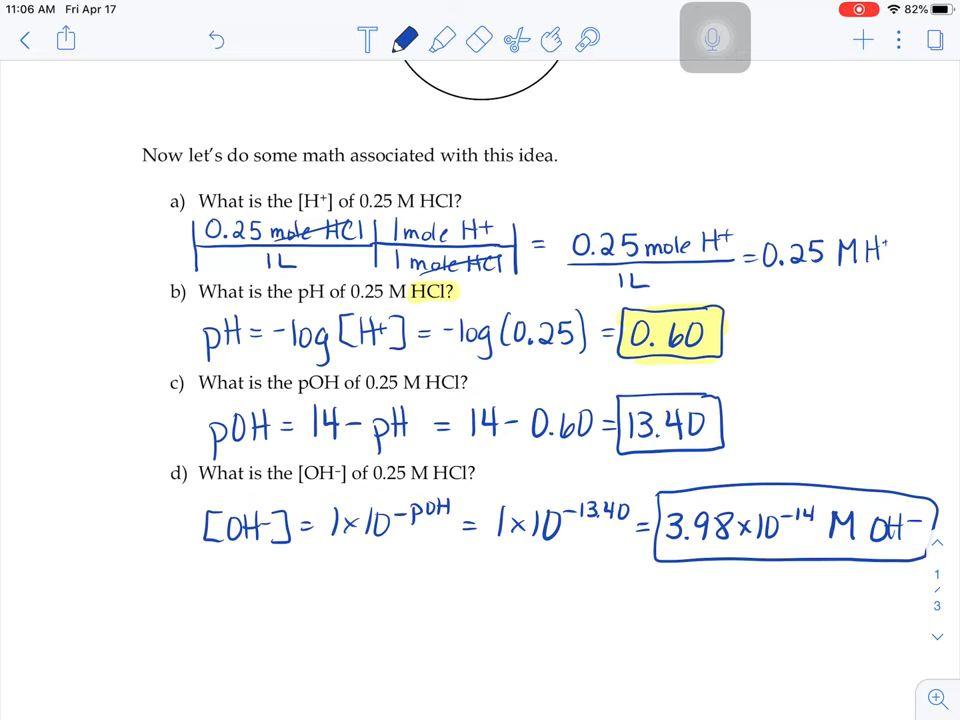 11:06 AM Fri Apr 17 82%
T
Now let's do some math associated with this idea.
a) What is the [H⁺] of 0.25 M HCl?
0.25 mole HCl | 1 mole H+ = 0.25 mole H+ = 0.25 M H⁺
1L | 1 mole HCl 1L
b) What is the pH of 0.25 M HCl?
pH = -log [H+] = -log (0.25) = 0.60
c) What is the pOH of 0.25 M HCl?
pOH = 14 - pH = 14 - 0.60 = 13.40
d) What is the [OH⁻] of 0.25 M HCl?
[OH⁻] = 1 × 10^-pOH = 1 × 10^-13.40 = 3.98 × 10^-14 M OH⁻
1
/
3